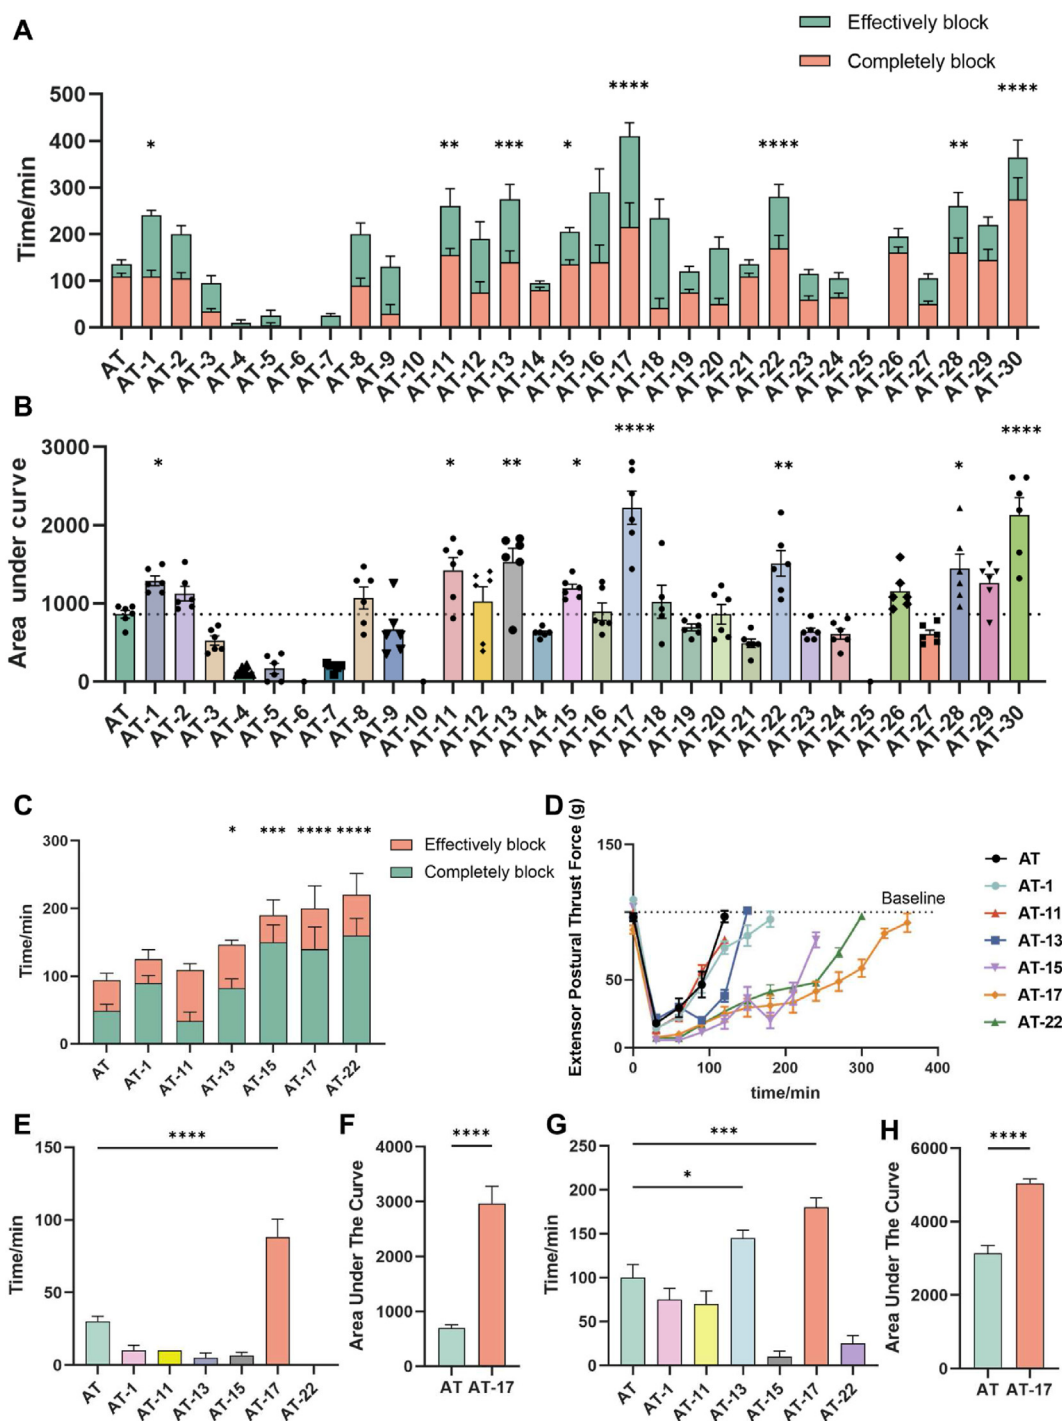 A
Effectively block
Completely block
Time/min
500
400
300
200
100
0
* ** *** * **** **** ** ****
AT AT-1 AT-2 AT-3 AT-4 AT-5 AT-6 AT-7 AT-8 AT-9 AT-10 AT-11 AT-12 AT-13 AT-14 AT-15 AT-16 AT-17 AT-18 AT-19 AT-20 AT-21 AT-22 AT-23 AT-24 AT-25 AT-26 AT-27 AT-28 AT-29 AT-30
B
Area under curve
3000
2000
1000
0
* * ** * **** ** * ****
AT AT-1 AT-2 AT-3 AT-4 AT-5 AT-6 AT-7 AT-8 AT-9 AT-10 AT-11 AT-12 AT-13 AT-14 AT-15 AT-16 AT-17 AT-18 AT-19 AT-20 AT-21 AT-22 AT-23 AT-24 AT-25 AT-26 AT-27 AT-28 AT-29 AT-30
C
Time/min
300
200
100
0
* *** **** ****
Effectively block
Completely block
AT AT-1 AT-11 AT-13 AT-15 AT-17 AT-22
D
Extensor Postural Thrust Force (g)
150
50
0
Baseline
0 100 200 300 400
time/min
AT
AT-1
AT-11
AT-13
AT-15
AT-17
AT-22
E
Time/min
150
100
50
0
****
AT AT-1 AT-11 AT-13 AT-15 AT-17 AT-22
F
Area Under The Curve
4000
3000
2000
1000
0
****
AT AT-17
G
Time/min
250
200
150
100
50
0
***
*
AT AT-1 AT-11 AT-13 AT-15 AT-17 AT-22
H
Area Under The Curve
6000
4000
2000
0
****
AT AT-17